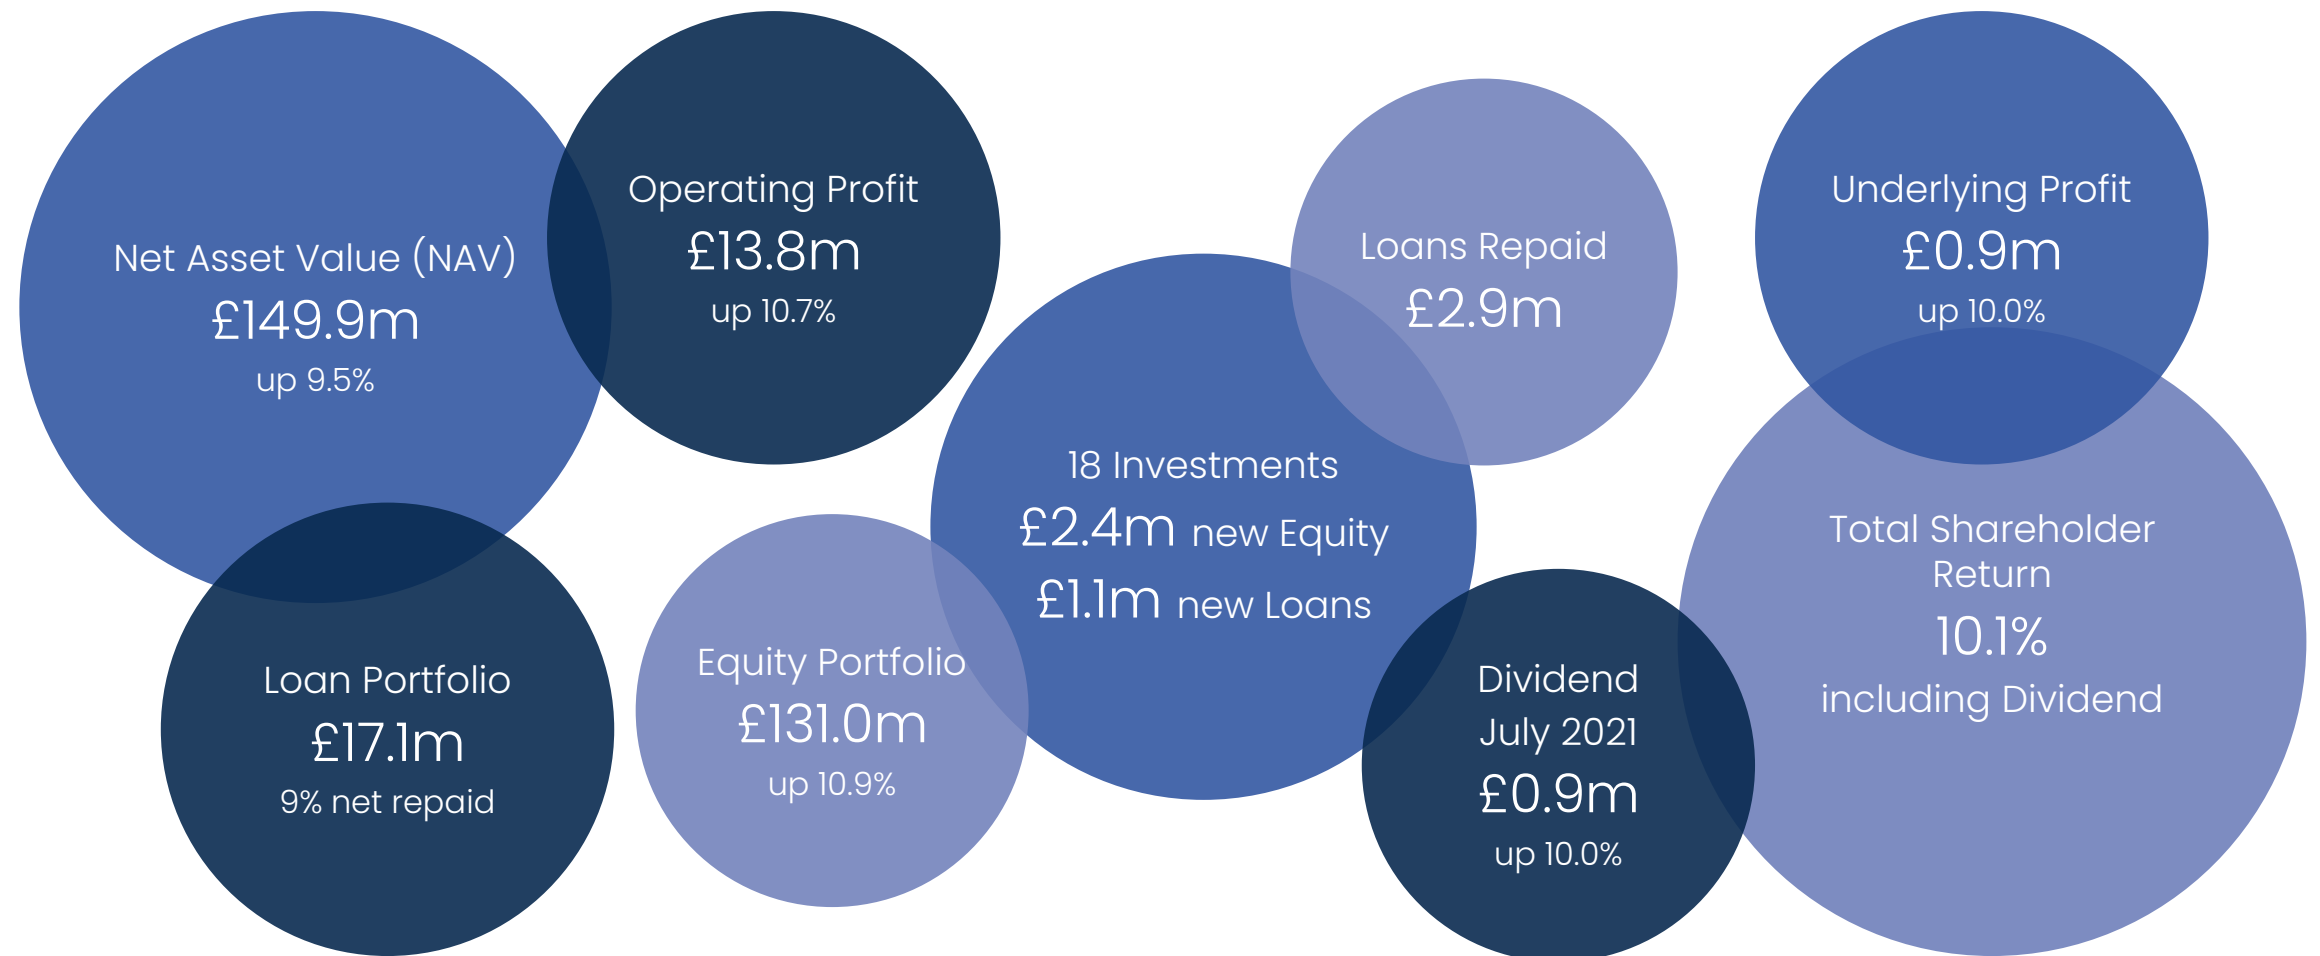 Net Asset Value (NAV)
£149.9m
up 9.5%
Operating Profit
£13.8m
up 10.7%
Loan Portfolio
£17.1m
9% net repaid
Equity Portfolio
£131.0m
up 10.9%
18 Investments
£2.4m new Equity
£1.1m new Loans
Loans Repaid
£2.9m
Dividend
July 2021
£0.9m
up 10.0%
Underlying Profit
£0.9m
up 10.0%
Total Shareholder
Return
10.1%
including Dividend